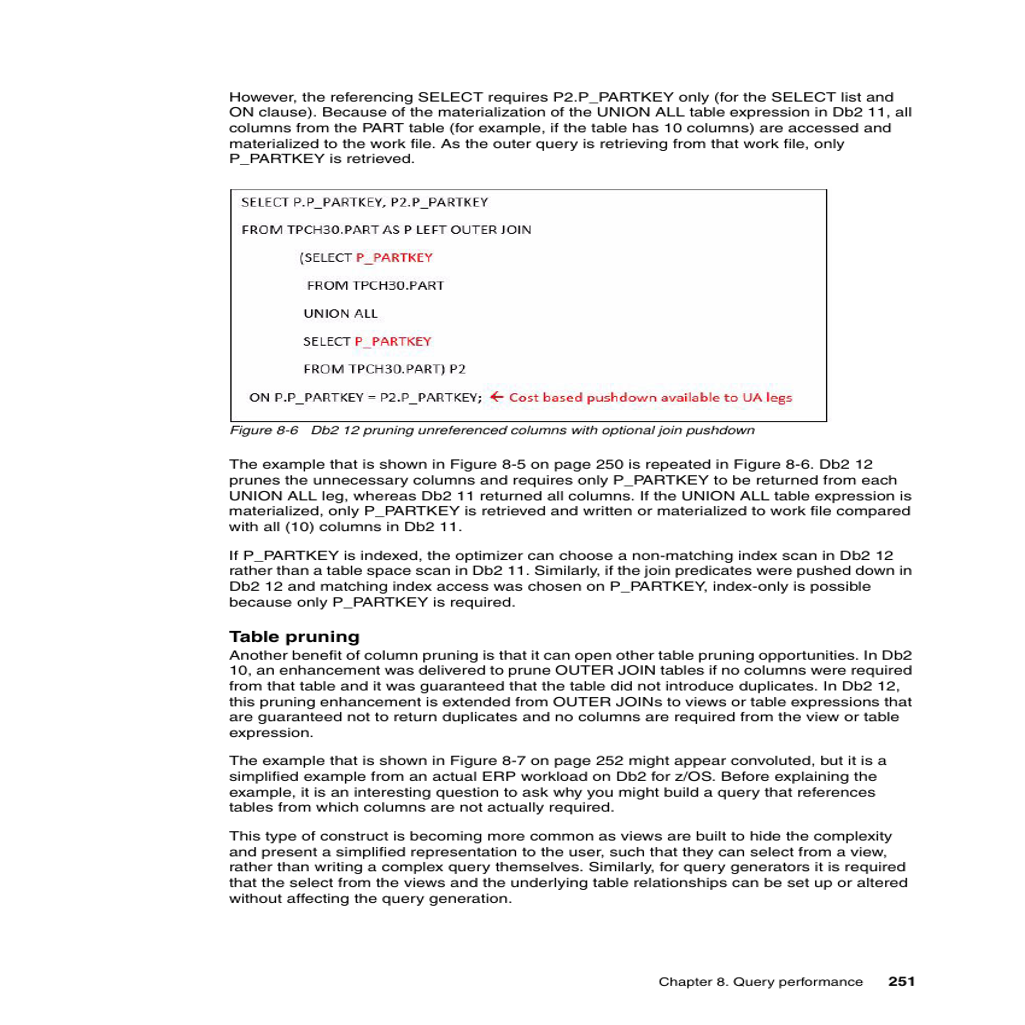 However, the referencing SELECT requires P2.P_PARTKEY only (for the SELECT list and
ON clause). Because of the materialization of the UNION ALL table expression in Db2 11, all
columns from the PART table (for example, if the table has 10 columns) are accessed and
materialized to the work file. As the outer query is retrieving from that work file, only
P_PARTKEY is retrieved.
SELECT P.P_PARTKEY, P2.P_PARTKEY
FROM TPCH30.PART AS P LEFT OUTER JOIN
(SELECT P_PARTKEY
FROM TPCH30.PART
UNION ALL
SELECT P_PARTKEY
FROM TPCH30.PART) P2
ON P.P_PARTKEY = P2.P_PARTKEY; ← Cost based pushdown available to UA legs
Figure 8-6 Db2 12 pruning unreferenced columns with optional join pushdown
The example that is shown in Figure 8-5 on page 250 is repeated in Figure 8-6. Db2 12
prunes the unnecessary columns and requires only P_PARTKEY to be returned from each
UNION ALL leg, whereas Db2 11 returned all columns. If the UNION ALL table expression is
materialized, only P_PARTKEY is retrieved and written or materialized to work file compared
with all (10) columns in Db2 11.
If P_PARTKEY is indexed, the optimizer can choose a non-matching index scan in Db2 12
rather than a table space scan in Db2 11. Similarly, if the join predicates were pushed down in
Db2 12 and matching index access was chosen on P_PARTKEY, index-only is possible
because only P_PARTKEY is required.
Table pruning
Another benefit of column pruning is that it can open other table pruning opportunities. In Db2
10, an enhancement was delivered to prune OUTER JOIN tables if no columns were required
from that table and it was guaranteed that the table did not introduce duplicates. In Db2 12,
this pruning enhancement is extended from OUTER JOINs to views or table expressions that
are guaranteed not to return duplicates and no columns are required from the view or table
expression.
The example that is shown in Figure 8-7 on page 252 might appear convoluted, but it is a
simplified example from an actual ERP workload on Db2 for z/OS. Before explaining the
example, it is an interesting question to ask why you might build a query that references
tables from which columns are not actually required.
This type of construct is becoming more common as views are built to hide the complexity
and present a simplified representation to the user, such that they can select from a view,
rather than writing a complex query themselves. Similarly, for query generators it is required
that the select from the views and the underlying table relationships can be set up or altered
without affecting the query generation.
Chapter 8. Query performance 251